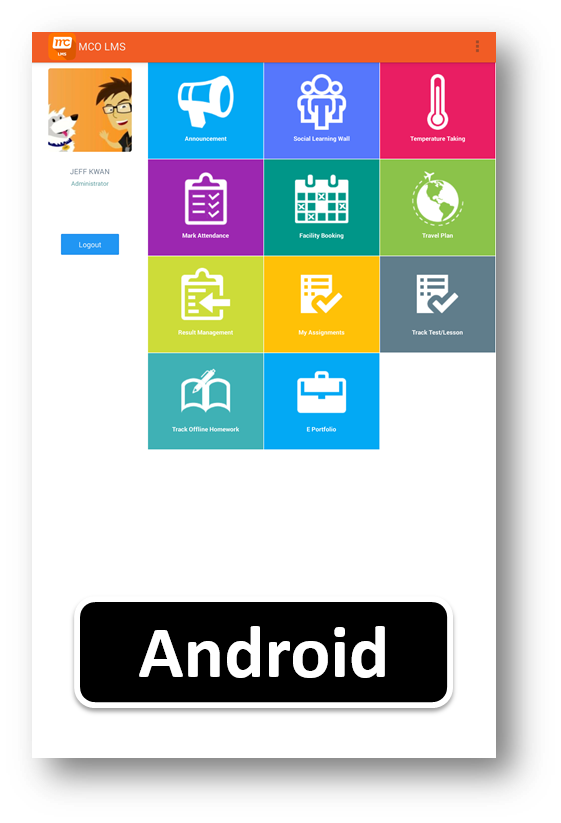 mc
LMS
MCO LMS
JEFF KWAN
Administrator
Logout
Announcement
Social Learning Wall
Temperature Taking
Mark Attendance
Facility Booking
Travel Plan
Result Management
My Assignments
Track Test/Lesson
Track Offline Homework
E Portfolio
Android